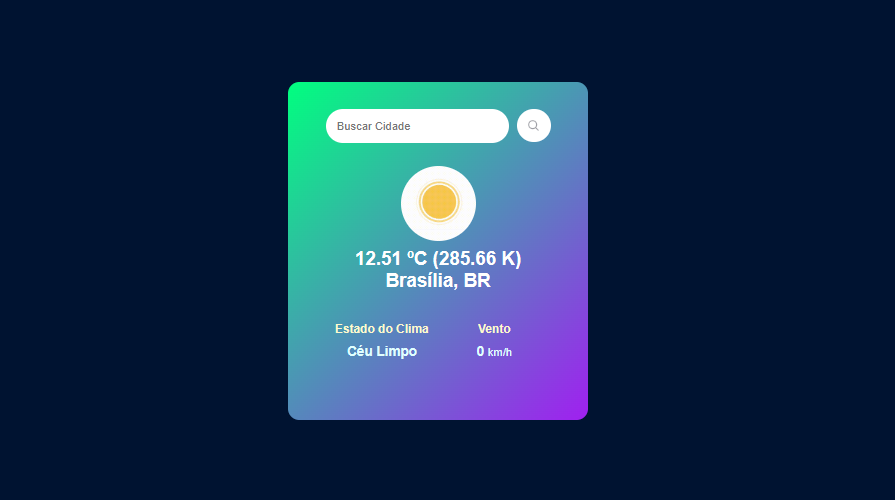 Buscar Cidade
12.51 ºC (285.66 K)
Brasília, BR
Estado do Clima Vento
Céu Limpo 0 km/h